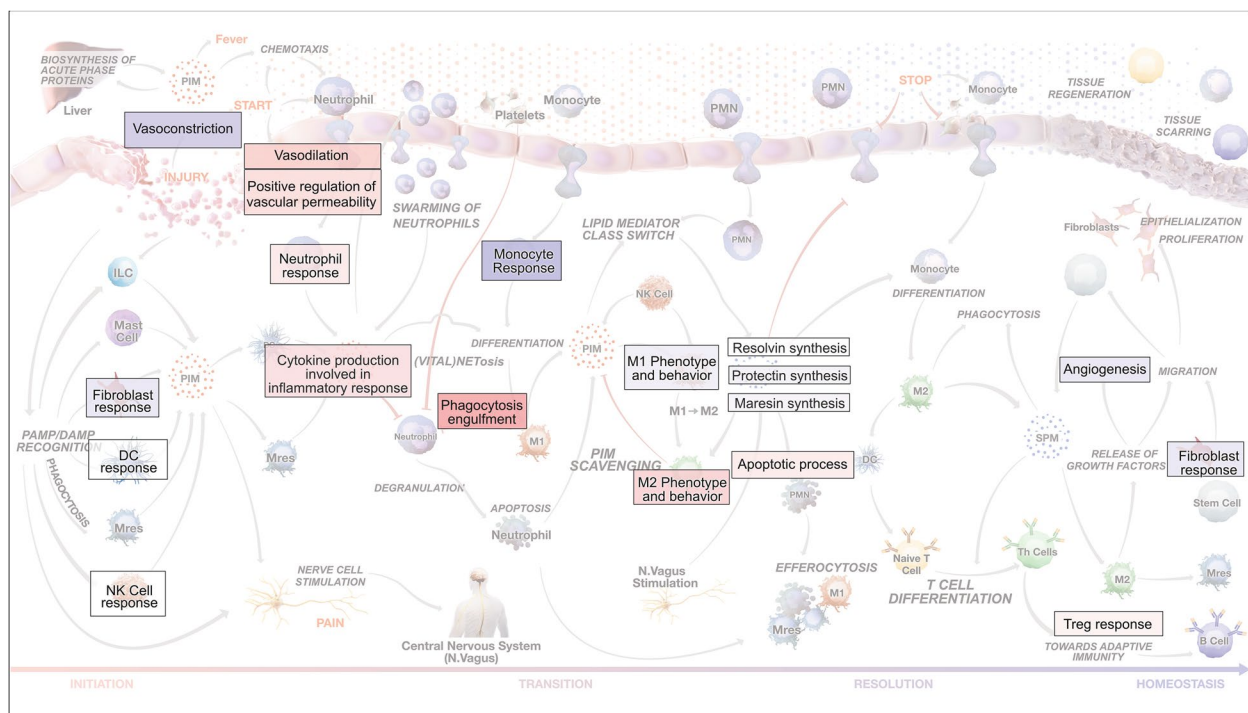 Fever
BIOSYNTHESIS OF
ACUTE PHASE
PROTEINS
PIM
CHEMOTAXIS
Liver
START
Neutrophil
Platelets
Monocyte
PMN
PMN
STOP
Monocyte
TISSUE
REGENERATION
TISSUE
SCARRING
Vasoconstriction
Vasodilation
INJURY
Positive regulation of
vascular permeability
SWARMING OF
NEUTROPHILS
LIPID MEDIATOR
CLASS SWITCH
PMN
Fibroblasts
EPITHELIALIZATION
PROLIFERATION
Neutrophil
response
Monocyte
Response
ILC
NK Cell
Monocyte
DIFFERENTIATION
Mast
Cell
PHAGOCYTOSIS
(VITAL)NETosis
DIFFERENTIATION
PIM
Resolvin synthesis
Cytokine production
involved in
inflammatory response
M1 Phenotype
and behavior
Protectin synthesis
Angiogenesis
MIGRATION
PIM
Fibroblast
response
Phagocytosis
engulfment
M1→M2
Maresin synthesis
M2
PAMP/DAMP
RECOGNITION
Neutrophil
M1
SPM
DC
response
Mres
PIM
SCAVENGING
Apoptotic process
DC
RELEASE OF
GROWTH FACTORS
Fibroblast
response
PHAGOCYTOSIS
DEGRANULATION
M2 Phenotype
and behavior
PMN
Stem Cell
Mres
APOPTOSIS
Neutrophil
Naive T
Cell
Th Cells
NK Cell
response
NERVE CELL
STIMULATION
N.Vagus
Stimulation
EFFEROCYTOSIS
M1
T CELL
DIFFERENTIATION
M2
Mres
PAIN
Mres
Treg response
Central Nervous System
(N.Vagus)
TOWARDS ADAPTIVE
IMMUNITY
B Cell
INITIATION
TRANSITION
RESOLUTION
HOMEOSTASIS